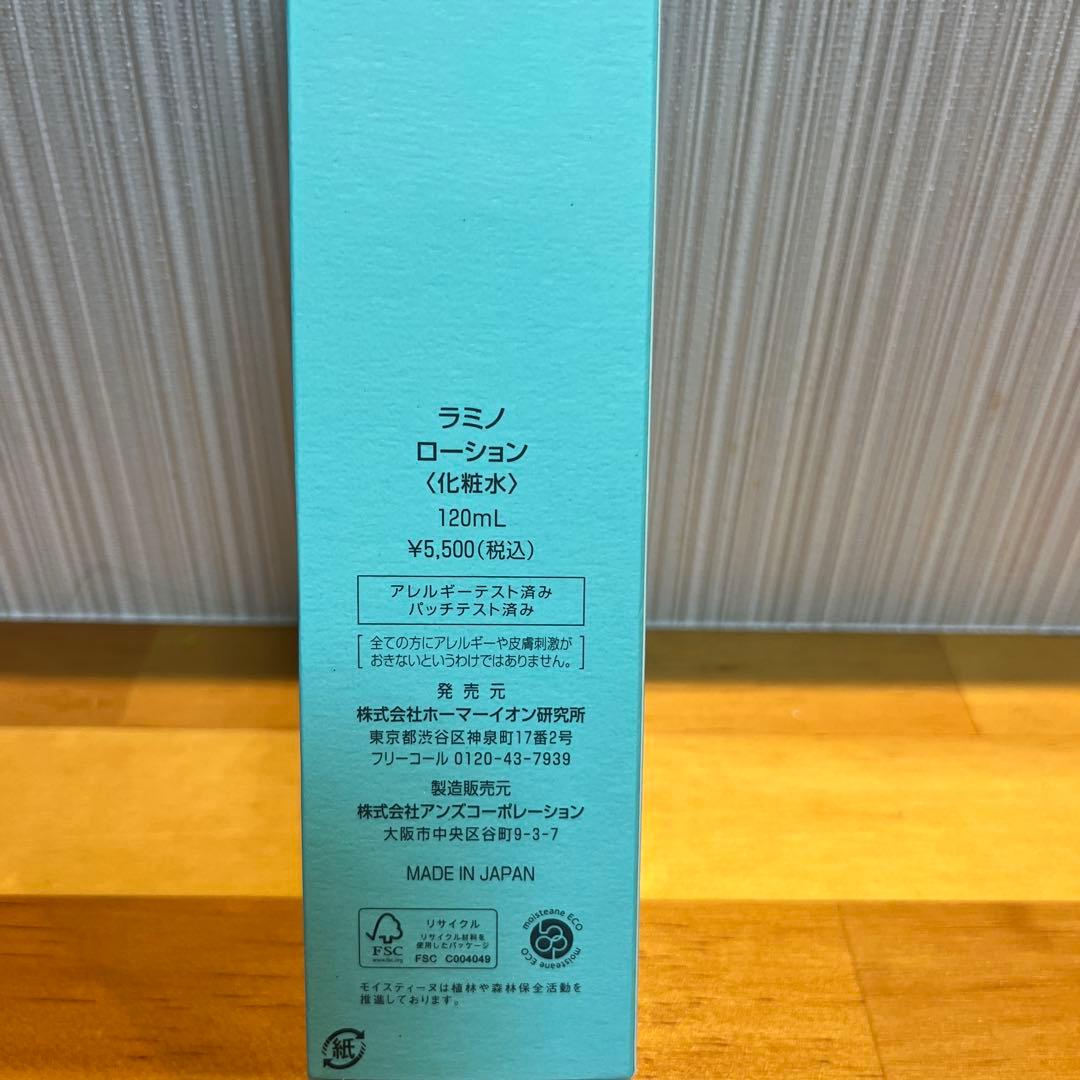 ラミノ
ローション
〈化粧水〉
120mL
¥5,500(税込)
アレルギーテスト済み
パッチテスト済み
全ての方にアレルギーや皮膚刺激が
おきないというわけではありません。
発売元
株式会社ホーマーイオン研究所
東京都渋谷区神泉町17番2号
フリーコール 0120-43-7939
製造販売元
株式会社アンズコーポレーション
大阪市中央区谷町9-3-7
MADE IN JAPAN
リサイクル
リサイクル材料を
使用したパッケージ
FSC
www.fsc.org
FSC C004049
moisteane ECO
moisteane ECO
モイスティーヌは植林や森林保全活動を
推進しております。
紙